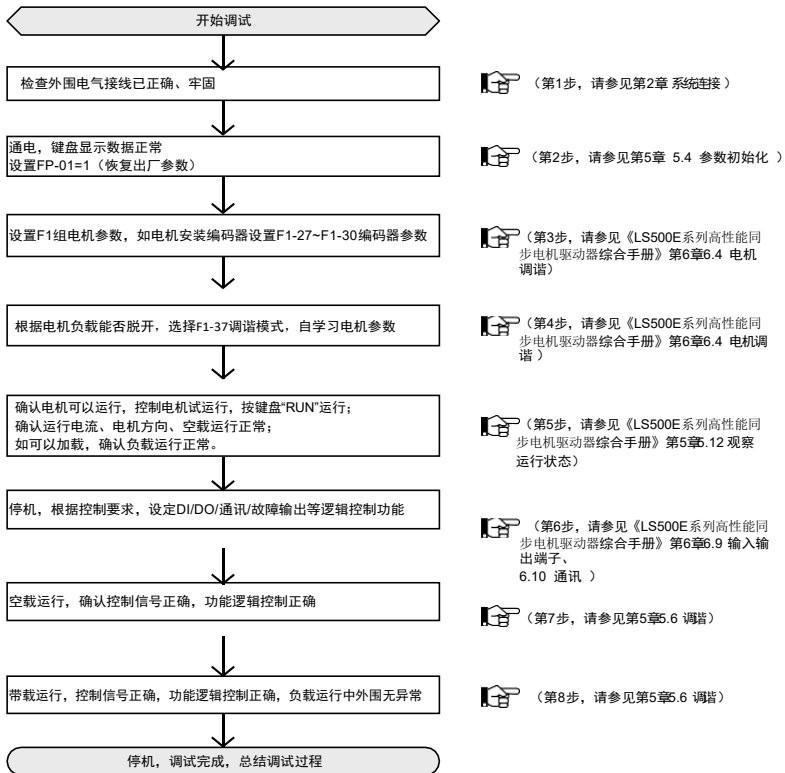 开始调试
检查外围电气接线已正确、牢固
（第1步，请参见第2章 系统连接）
通电，键盘显示数据正常
设置FP-01=1（恢复出厂参数）
（第2步，请参见第5章 5.4 参数初始化 ）
设置F1组电机参数，如电机安装编码器设置F1-27~F1-30编码器参数
（第3步，请参见《LS500E系列高性能同
步电机驱动器综合手册》第6章6.4 电机
调谐）
根据电机负载能否脱开，选择F1-37调谐模式，自学习电机参数
（第4步，请参见《LS500E系列高性能同
步电机驱动器综合手册》第6章6.4 电机调
谐 ）
确认电机可以运行，控制电机试运行，按键盘“RUN”运行；
确认运行电流、电机方向、空载运行正常；
如可以加载，确认负载运行正常。
（第5步，请参见《LS500E系列高性能同
步电机驱动器综合手册》第5章5.12 观察
运行状态）
停机，根据控制要求，设定DI/DO/通讯/故障输出等逻辑控制功能
（第6步，请参见《LS500E系列高性能同
步电机驱动器综合手册》第6章6.9 输入输
出端子、
6.10 通讯 ）
空载运行，确认控制信号正确，功能逻辑控制正确
（第7步，请参见第5章5.6 调谐）
带载运行，控制信号正确，功能逻辑控制正确，负载运行中外围无异常
（第8步，请参见第5章5.6 调谐）
停机，调试完成，总结调试过程